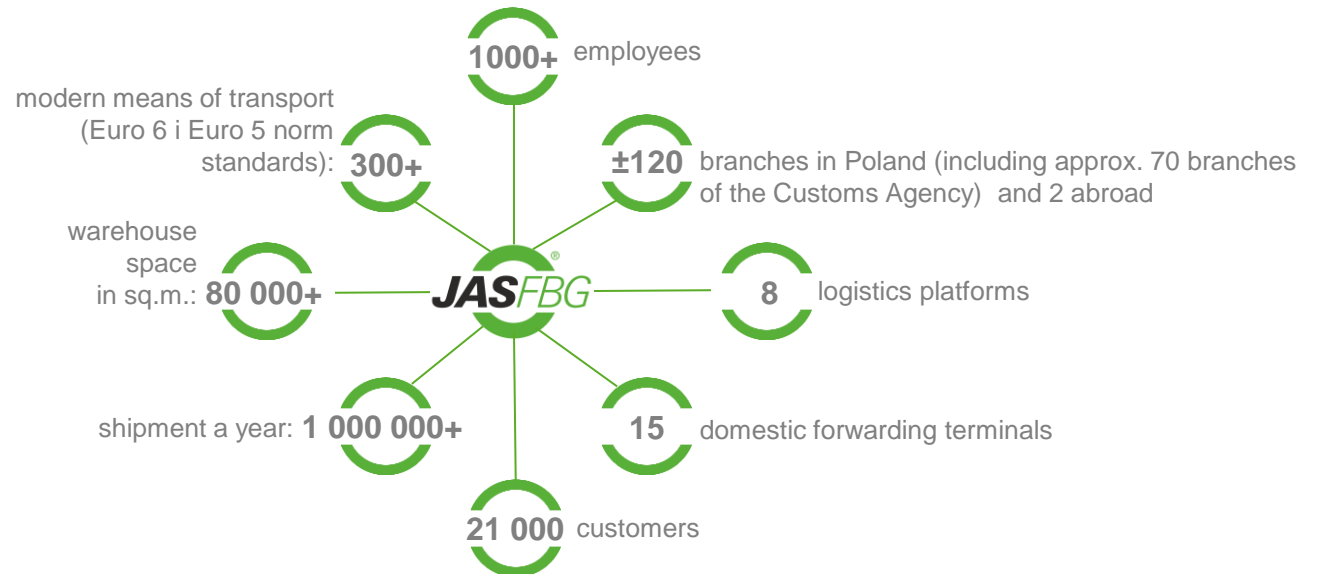 1000+ employees
modern means of transport
(Euro 6 i Euro 5 norm
standards): 300+
±120 branches in Poland (including approx. 70 branches
of the Customs Agency) and 2 abroad
warehouse
space
in sq.m.: 80 000+
JASFBG®
8 logistics platforms
shipment a year: 1 000 000+
15 domestic forwarding terminals
21 000 customers